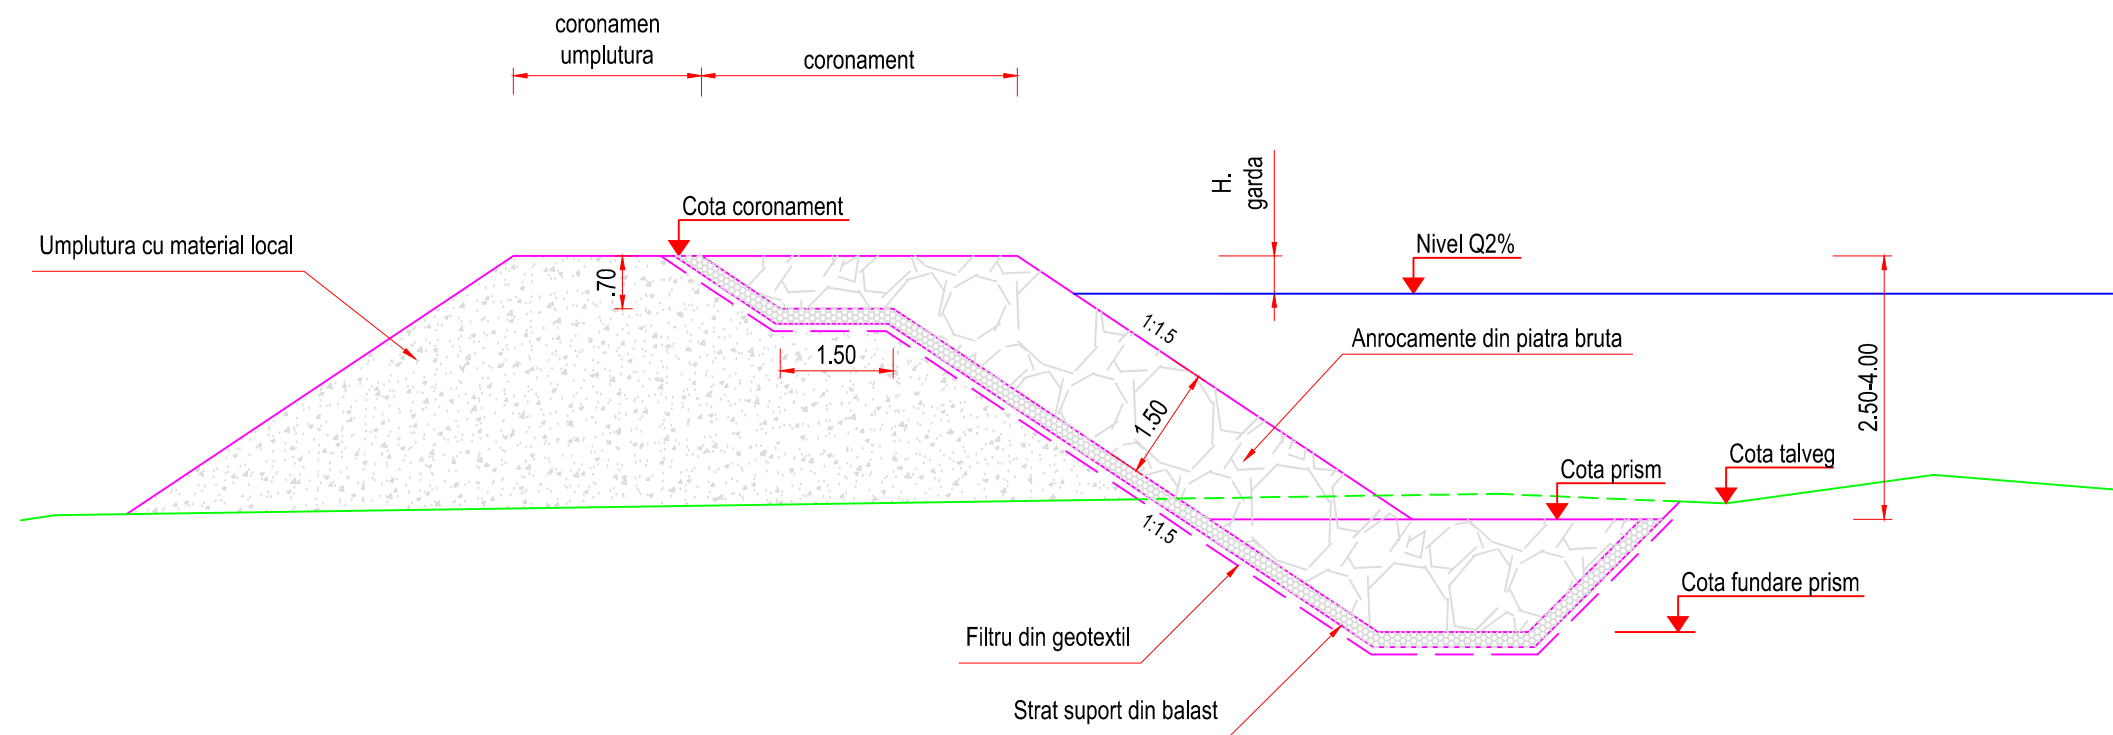 coronamen
umplutura
coronament
H.
garda
Cota coronament
Umplutura cu material local
Nivel Q2%
.70
1:1.5
Anrocamente din piatra bruta
1.50
2.50-4.00
1.50
Cota talveg
Cota prism
1:1.5
Cota fundare prism
Filtru din geotextil
Strat suport din balast